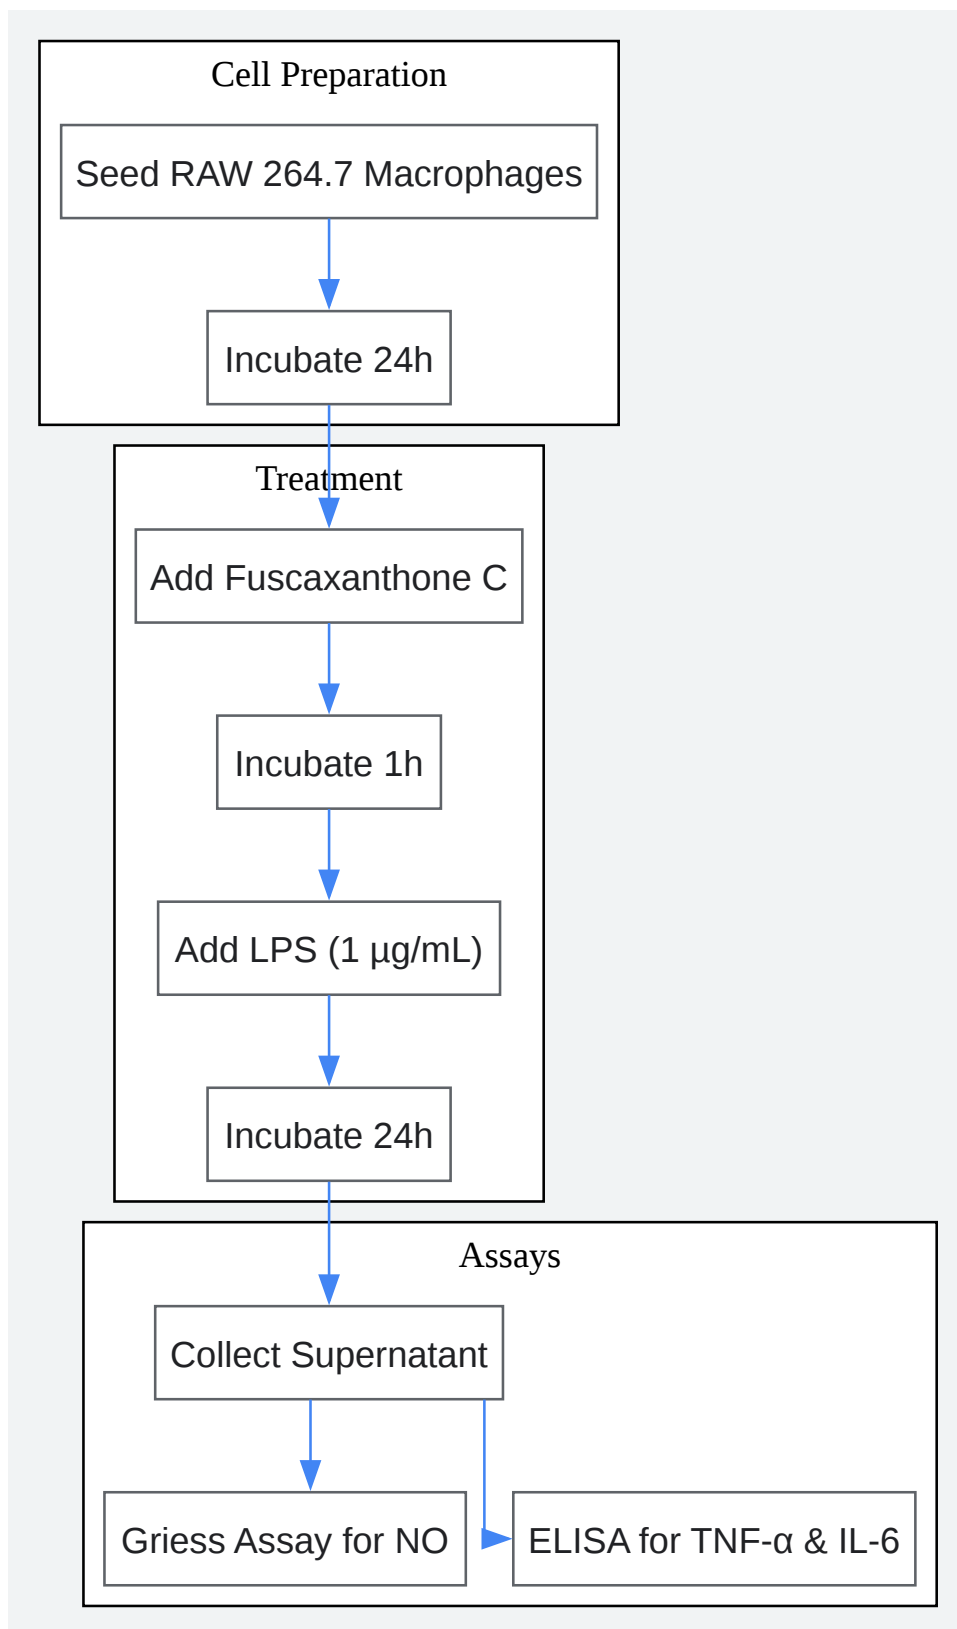 Cell Preparation
Seed RAW 264.7 Macrophages
Incubate 24h
Treatment
Add Fuscaxanthone C
Incubate 1h
Add LPS (1 µg/mL)
Incubate 24h
Assays
Collect Supernatant
Griess Assay for NO
ELISA for TNF-α & IL-6